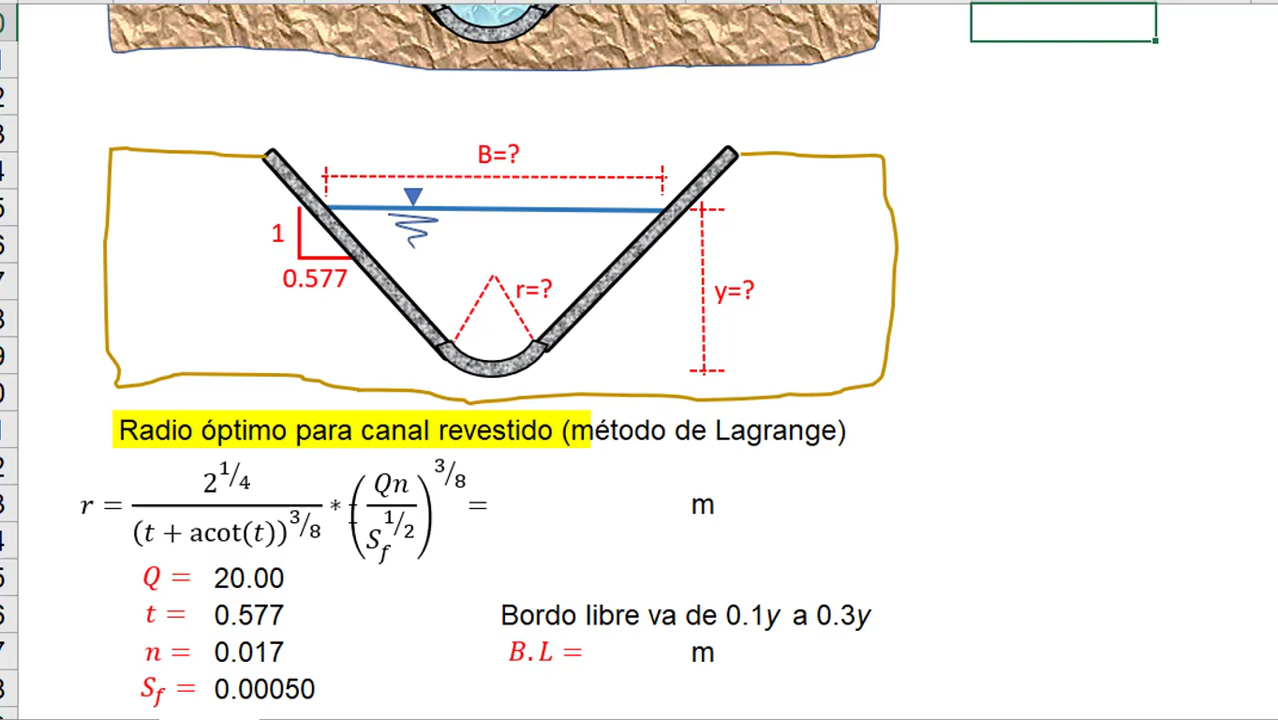 B=?
1
0.577
r=?
y=?
Radio óptimo para canal revestido (método de Lagrange)
r = 2^1/4 / (t + acot(t))^3/8 * (Qn / S_f^1/2)^3/8 = m
Q = 20.00
t = 0.577 Bordo libre va de 0.1y a 0.3y
n = 0.017 B.L = m
S_f = 0.00050